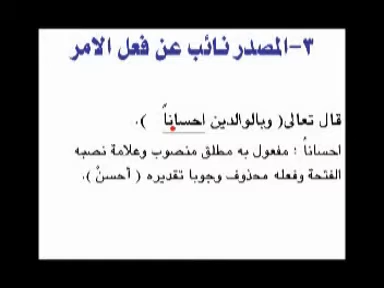 ٣-المصدر نائب عن فعل الامر
قال تعالى( وبالوالدين احساناً ).
احساناً : مفعول به مطلق منصوب وعلامة نصبه
الفتحة وفعله محذوف وجوبا تقديره ( أحسنْ ).